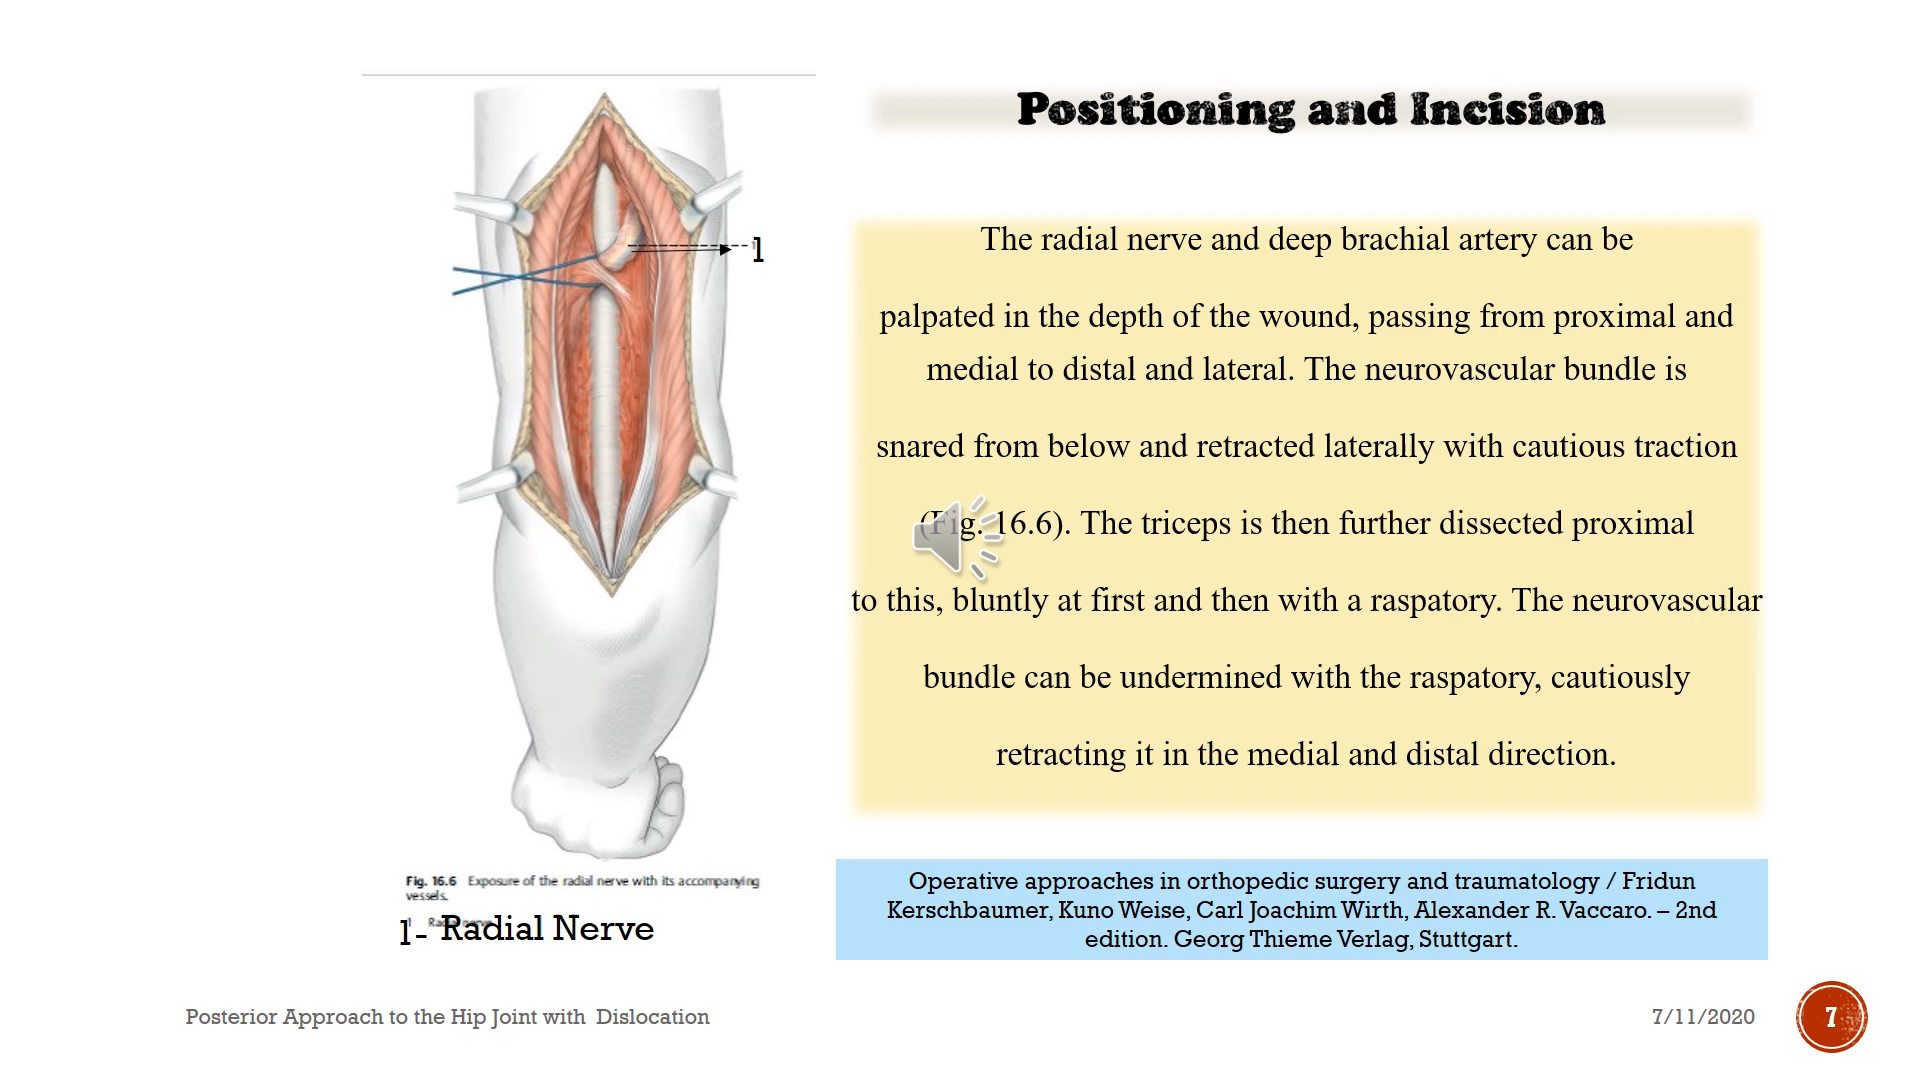 Positioning and Incision
1
The radial nerve and deep brachial artery can be
palpated in the depth of the wound, passing from proximal and
medial to distal and lateral. The neurovascular bundle is
snared from below and retracted laterally with cautious traction
(Fig. 16.6). The triceps is then further dissected proximal
to this, bluntly at first and then with a raspatory. The neurovascular
bundle can be undermined with the raspatory, cautiously
retracting it in the medial and distal direction.
Fig. 16.6 Exposure of the radial nerve with its accompanying
vessels.
1 Radial nerve
1- Radial Nerve
Operative approaches in orthopedic surgery and traumatology / Fridun
Kerschbaumer, Kuno Weise, Carl Joachim Wirth, Alexander R. Vaccaro. – 2nd
edition. Georg Thieme Verlag, Stuttgart.
Posterior Approach to the Hip Joint with Dislocation
7/11/2020
7